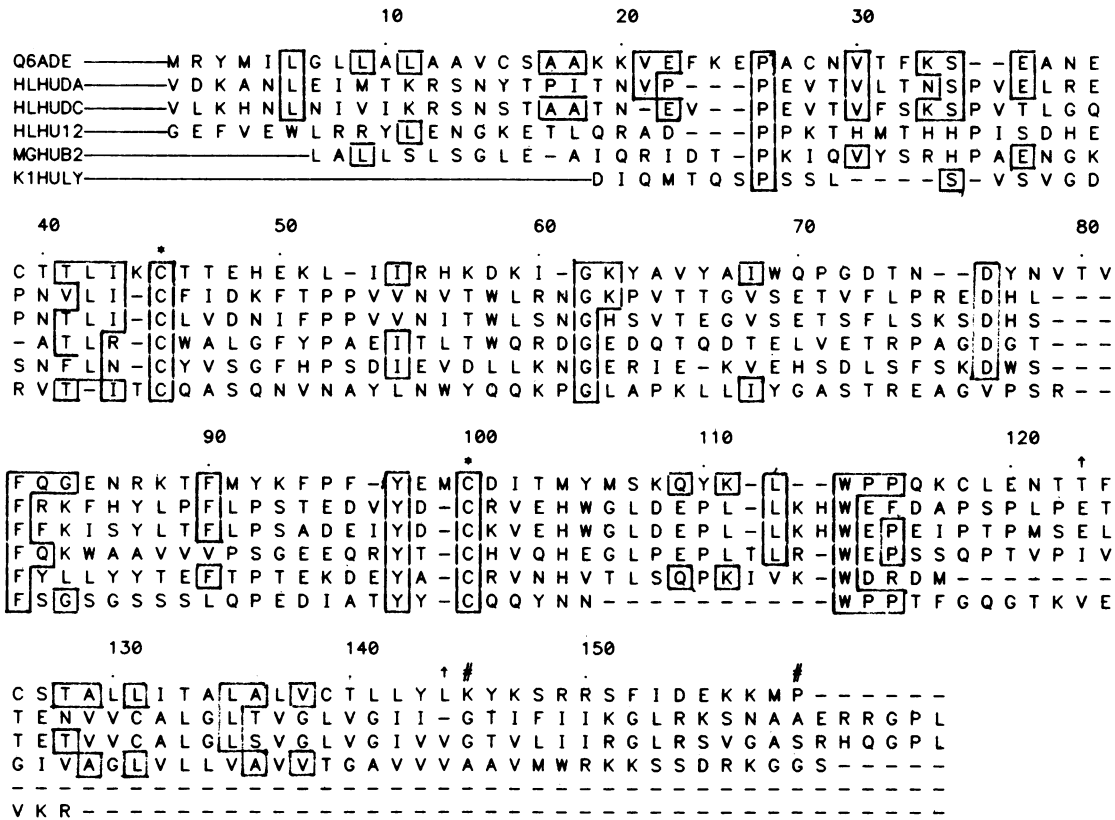 10 20 30
Q6ADE — M R Y M I L G L L A L A A V C S A A K K V E F K E P A C N V T F K S - - E A N E
HLHUDA — V D K A N L E I M T K R S N Y T P I T N V P - - - P E V T V L T N S P V E L R E
HLHUDC — V L K H N L N I V I K R S N S T A A T N - E V - - P E V T V F S K S P V T L G Q
HLHU12 — G E F V E W L R R Y L E N G K E T L Q R A D - - P P K T H M T H H P I S D H E
MGHUB2 — L A L L S L S G L E - A I Q R I D T - P K I Q V Y S R H P A E N G K
K1HULY — D I Q M T Q S P S S L - - - - S - V S V G D
40 50 60 70 80
*
C T T L I K C T T E H E K L - I I R H K D K I - G K Y A V Y A I W Q P G D T N - - D Y N V T V
P N V L I - C F I D K F T P P V V N V T W L R N G K P V T T G V S E T V F L P R E D H L - - -
P N T L I - C L V D N I F P P V V N I T W L S N G H S V T E G V S E T S F L S K S D H S - - -
- A T L R - C W A L G F Y P A E I T L T W Q R D G E D Q T Q D T E L V E T R P A G D G T - - -
S N F L N - C Y V S G F H P S D I E V D L L K N G E R I E - K V E H S D L S F S K D W S - - -
R V T - I T C Q A S Q N V N A Y L N W Y Q Q K P G L A P K L L I Y G A S T R E A G V P S R - -
90 100 110 120
* ↑
F Q G E N R K T F M Y K F P F - Y E M C D I T M Y M S K Q Y K - L - - W P P Q K C L E N T T F
F R K F H Y L P F L P S T E D V Y D - C R V E H W G L D E P L - L K H W E F D A P S P L P E T
F F K I S Y L T F L P S A D E I Y D - C K V E H W G L D E P L - L K H W E P E I P T P M S E L
F Q K W A A V V V P S G E E Q R Y T - C H V Q H E G L P E P L T L R - W E P S S Q P T V P I V
F Y L L Y Y T E F T P T E K D E Y A - C R V N H V T L S Q P K I V K - W D R D M - - - - - - -
F S G S G S S S L Q P E D I A T Y Y - C Q Q Y N N - - - - - - - - - - W P P T F G Q G T K V E
130 140 150
↑ # #
C S T A L L I T A L A L V C T L L Y L K Y K S R R S F I D E K K M P - - - - - -
T E N V V C A L G L T V G L V G I I - G T I F I I K G L R K S N A A E R R G P L
T E T V V C A L G L S V G L V G I V V G T V L I I R G L R S V G A S R H Q G P L
G I V A G L V L L V A V V T G A V V V A A V M W R K K S S D R K G G S - - - - -
- - - - - - - - - - - - - - - - - - - - - - - - - - - - - - - - - - - - - - - -
V K R - - - - - - - - - - - - - - - - - - - - - - - - - - - - - - - - - - - - -